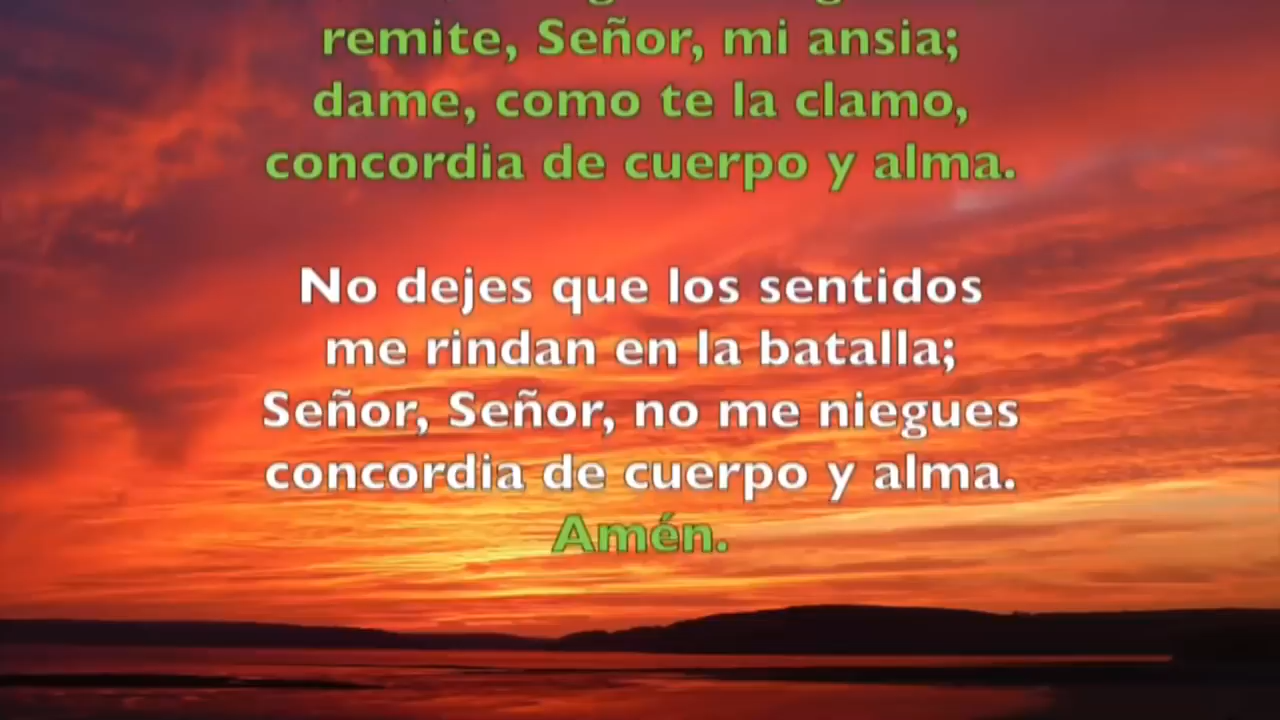 remite, Señor, mi ansia;
dame, como te la clamo,
concordia de cuerpo y alma.
No dejes que los sentidos
me rindan en la batalla;
Señor, Señor, no me niegues
concordia de cuerpo y alma.
Amén.